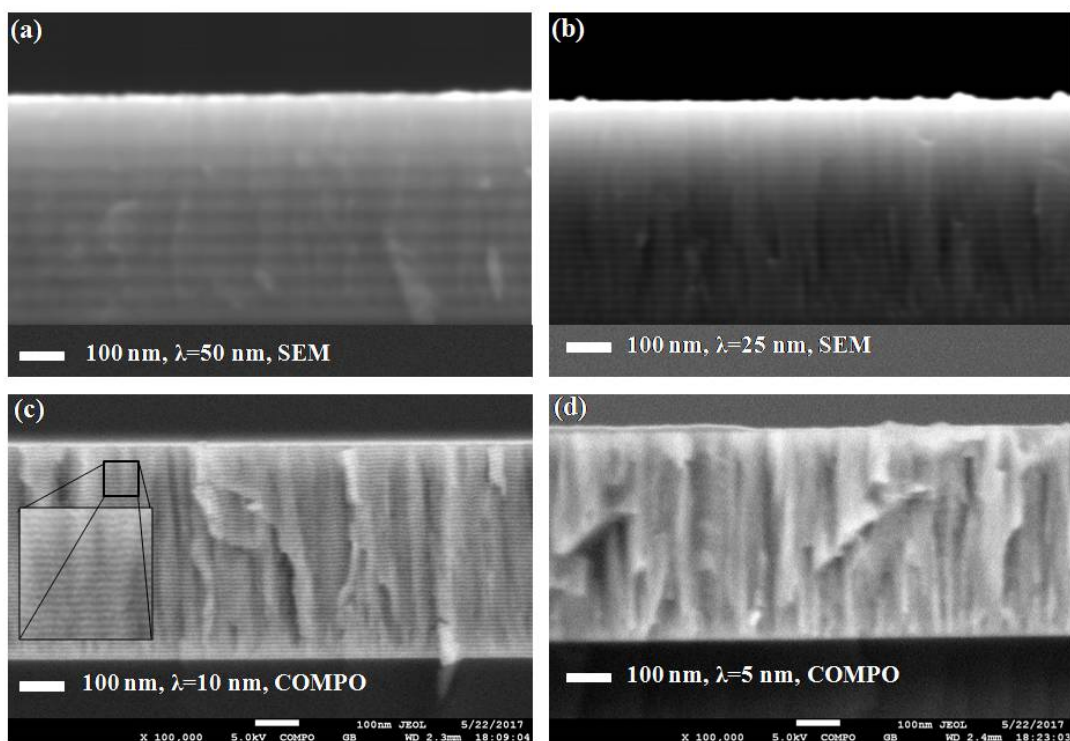 (a)
(b)
100 nm, λ=50 nm, SEM
100 nm, λ=25 nm, SEM
(c)
(d)
100 nm, λ=10 nm, COMPO
100 nm, λ=5 nm, COMPO
100nm JEOL 5/22/2017
X 100,000 5.0kV COMPO GB WD 2.3mm 18:09:04
100nm JEOL 5/22/2017
X 100,000 5.0kV COMPO GB WD 2.4mm 18:23:03